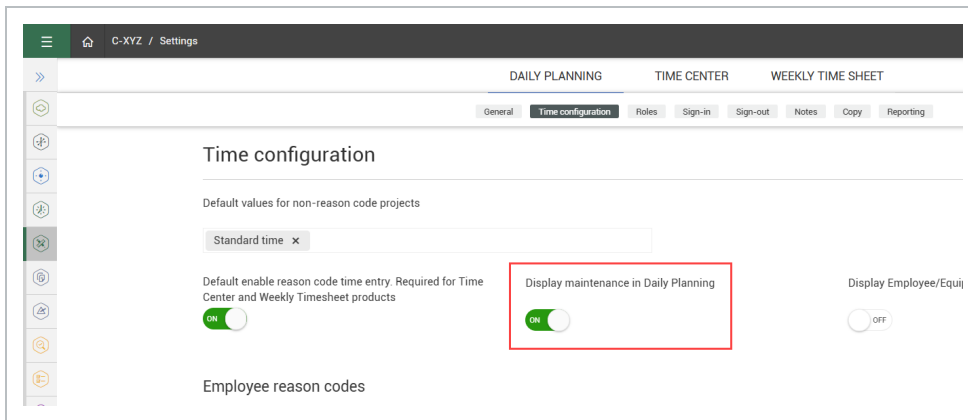 C-XYZ / Settings
DAILY PLANNING TIME CENTER WEEKLY TIME SHEET
General Time configuration Roles Sign-in Sign-out Notes Copy Reporting
Time configuration
Default values for non-reason code projects
Standard time ×
Default enable reason code time entry. Required for Time
Center and Weekly Timesheet products
ON
Display maintenance in Daily Planning
ON
Display Employee/Equi
OFF
Employee reason codes